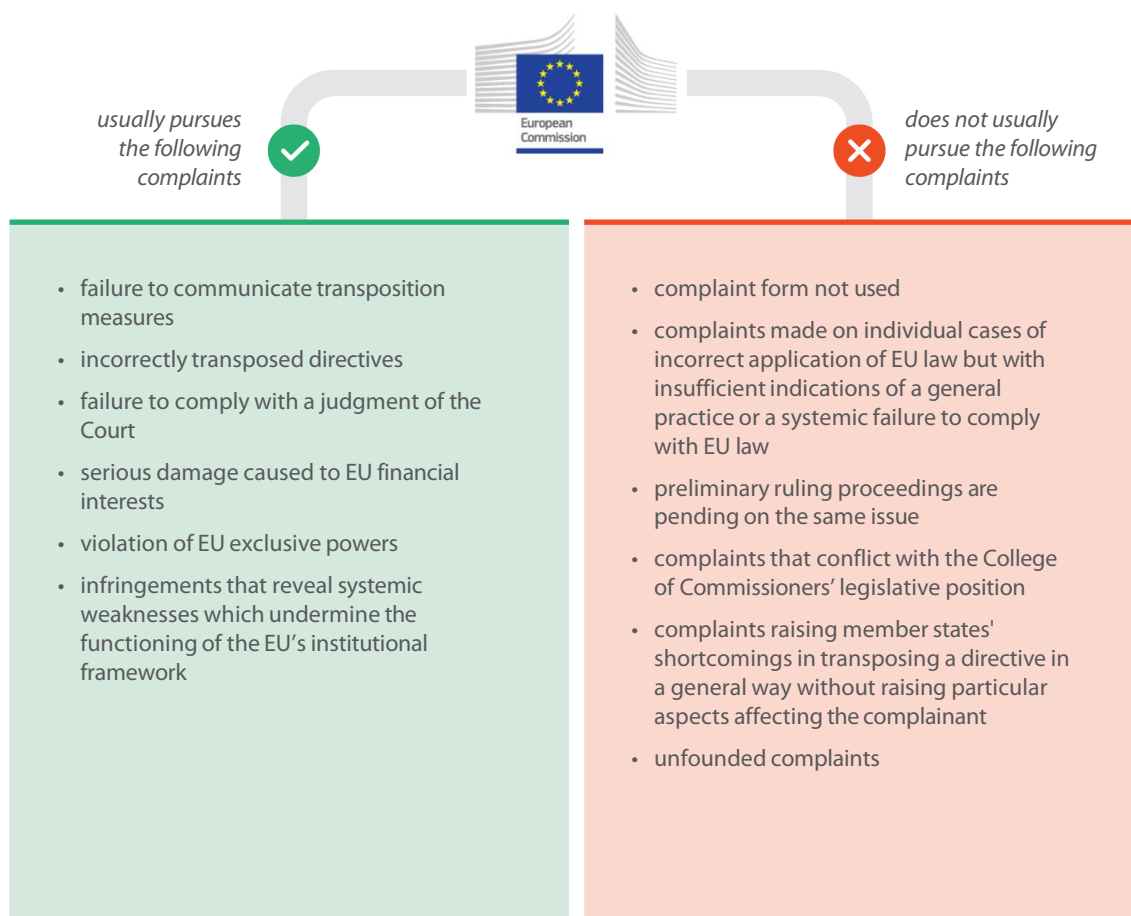 European
Commission
usually pursues
the following
complaints
does not usually
pursue the following
complaints
• failure to communicate transposition
measures
• incorrectly transposed directives
• failure to comply with a judgment of the
Court
• serious damage caused to EU financial
interests
• violation of EU exclusive powers
• infringements that reveal systemic
weaknesses which undermine the
functioning of the EU’s institutional
framework
• complaint form not used
• complaints made on individual cases of
incorrect application of EU law but with
insufficient indications of a general
practice or a systemic failure to comply
with EU law
• preliminary ruling proceedings are
pending on the same issue
• complaints that conflict with the College
of Commissioners’ legislative position
• complaints raising member states'
shortcomings in transposing a directive in
a general way without raising particular
aspects affecting the complainant
• unfounded complaints